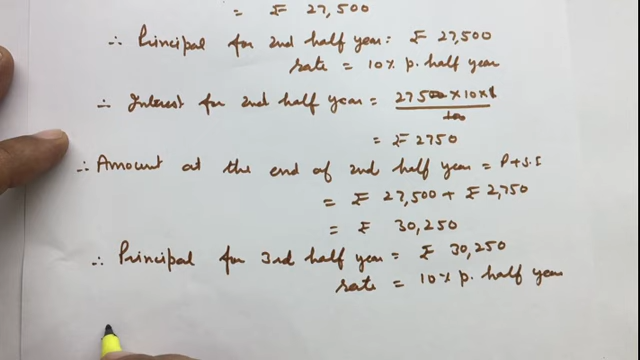 = ₹ 27,500
∴ Principal for 2nd half year: ₹ 27,500
rate = 10% p. half year
∴ Interest for 2nd half year = 27500 × 10 × 1
100
= ₹ 2750
∴ Amount at the end of 2nd half year = P+S.I
= ₹ 27,500 + ₹ 2,750
= ₹ 30,250
∴ Principal for 3rd half year = ₹ 30,250
rate = 10% p. half year